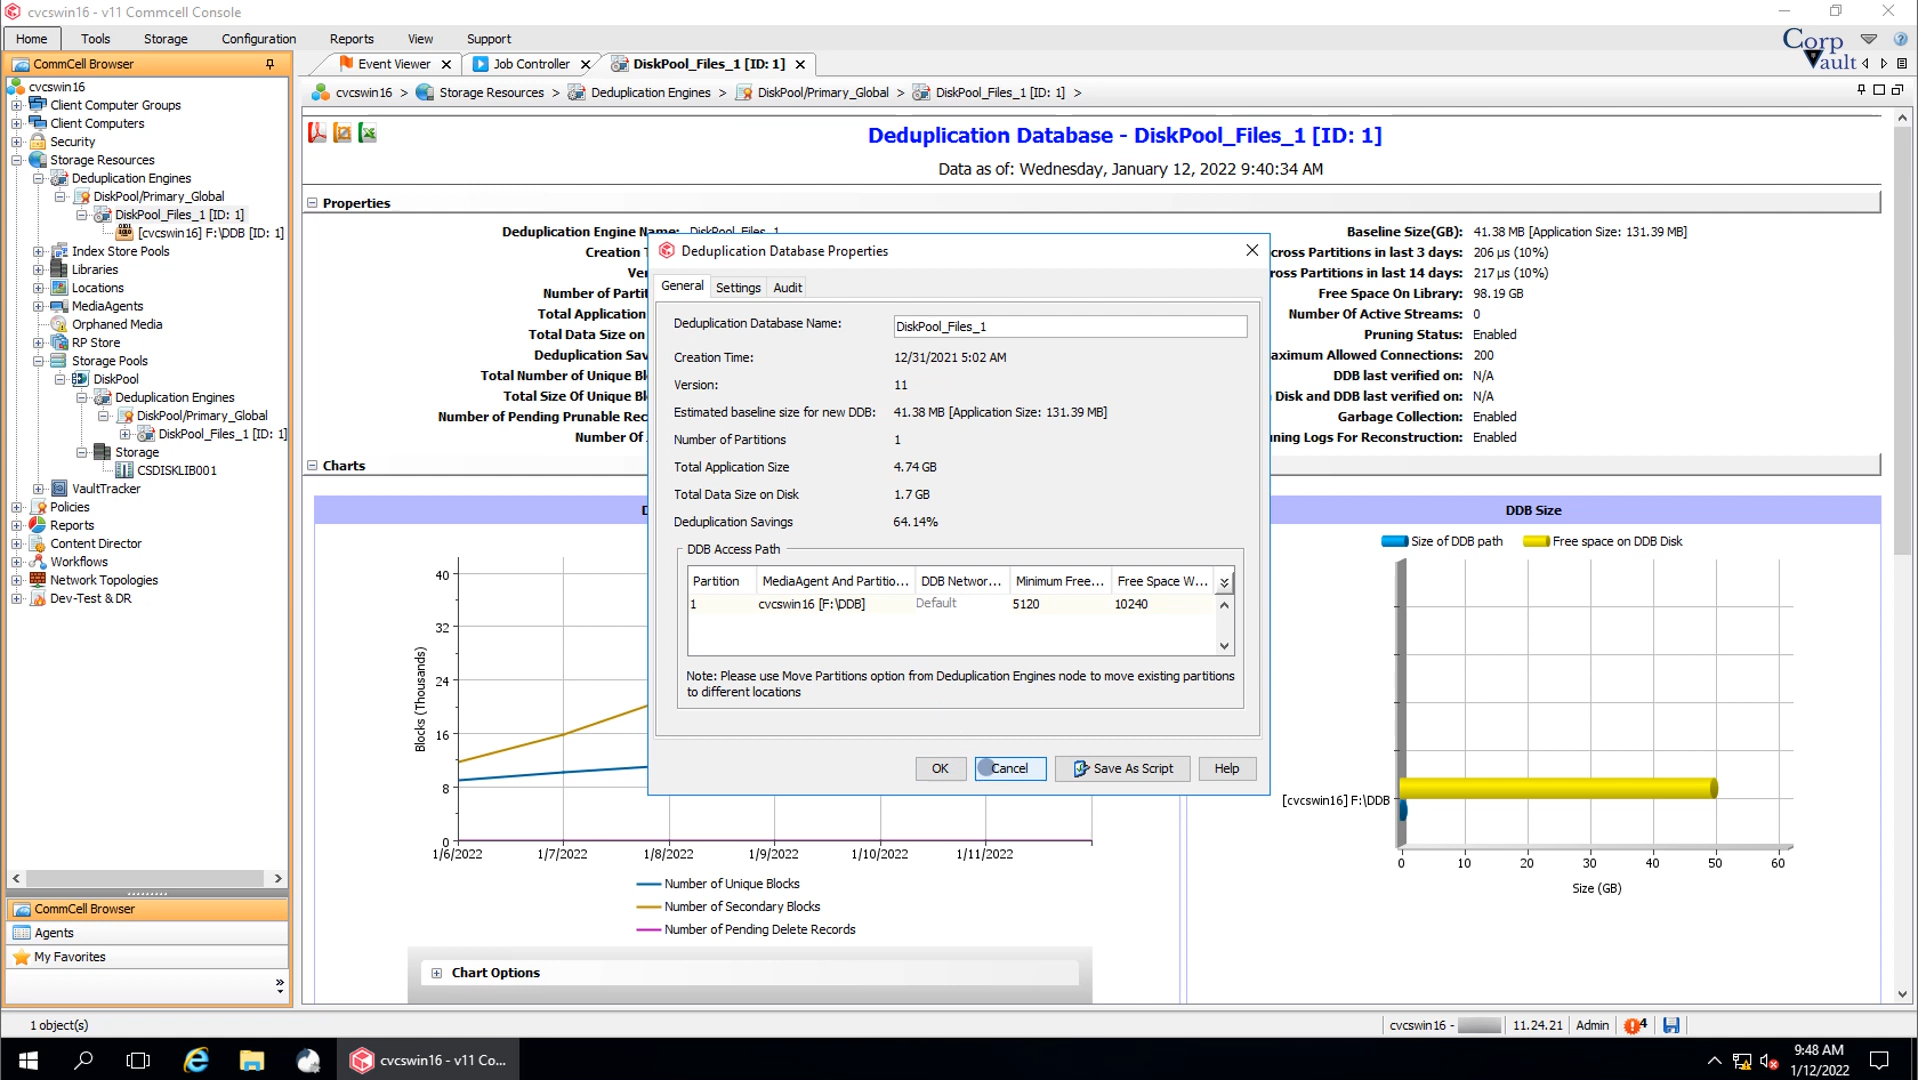 cvcswin16 - v11 Commcell Console
Home Tools Storage Configuration Reports View Support
Corp Vault
CommCell Browser
Event Viewer Job Controller DiskPool_Files_1 [ID: 1]
cvcswin16 > Storage Resources > Deduplication Engines > DiskPool/Primary_Global > DiskPool_Files_1 [ID: 1] >
cvcswin16
Client Computer Groups
Client Computers
Security
Storage Resources
Deduplication Engines
DiskPool/Primary_Global
DiskPool_Files_1 [ID: 1]
[cvcswin16] F:\DDB [ID: 1]
Index Store Pools
Libraries
Locations
MediaAgents
Orphaned Media
RP Store
Storage Pools
DiskPool
Deduplication Engines
DiskPool/Primary_Global
DiskPool_Files_1 [ID: 1]
Storage
CSDISKLIB001
VaultTracker
Policies
Reports
Content Director
Workflows
Network Topologies
Dev-Test & DR
CommCell Browser
Agents
My Favorites
Deduplication Database - DiskPool_Files_1 [ID: 1]
Data as of: Wednesday, January 12, 2022 9:40:34 AM
Properties
Deduplication Engine Name: DiskPool_Files_1
Creation T
Ver
Number of Partit
Total Application
Total Data Size on
Deduplication Sav
Total Number of Unique Bl
Total Size Of Unique Bl
Number of Pending Prunable Rec
Number Of
Baseline Size(GB): 41.38 MB [Application Size: 131.39 MB]
cross Partitions in last 3 days: 206 µs (10%)
cross Partitions in last 14 days: 217 µs (10%)
Free Space On Library: 98.19 GB
Number Of Active Streams: 0
Pruning Status: Enabled
aximum Allowed Connections: 200
DDB last verified on: N/A
Disk and DDB last verified on: N/A
Garbage Collection: Enabled
ning Logs For Reconstruction: Enabled
Charts
Deduplication Database Properties
General Settings Audit
Deduplication Database Name: DiskPool_Files_1
Creation Time: 12/31/2021 5:02 AM
Version: 11
Estimated baseline size for new DDB: 41.38 MB [Application Size: 131.39 MB]
Number of Partitions 1
Total Application Size 4.74 GB
Total Data Size on Disk 1.7 GB
Deduplication Savings 64.14%
DDB Access Path
Partition MediaAgent And Partitio... DDB Networ... Minimum Free... Free Space W...
1 cvcswin16 [F:\DDB] Default 5120 10240
Note: Please use Move Partitions option from Deduplication Engines node to move existing partitions
to different locations
OK Cancel Save As Script Help
Blocks (Thousands)
40
32
24
16
8
0
1/6/2022 1/7/2022 1/8/2022 1/9/2022 1/10/2022 1/11/2022
Number of Unique Blocks
Number of Secondary Blocks
Number of Pending Delete Records
Chart Options
DDB Size
Size of DDB path Free space on DDB Disk
[cvcswin16] F:\DDB
0 10 20 30 40 50 60
Size (GB)
1 object(s)
cvcswin16 - 11.24.21 Admin 4
cvcswin16 - v11 Co...
9:48 AM
1/12/2022